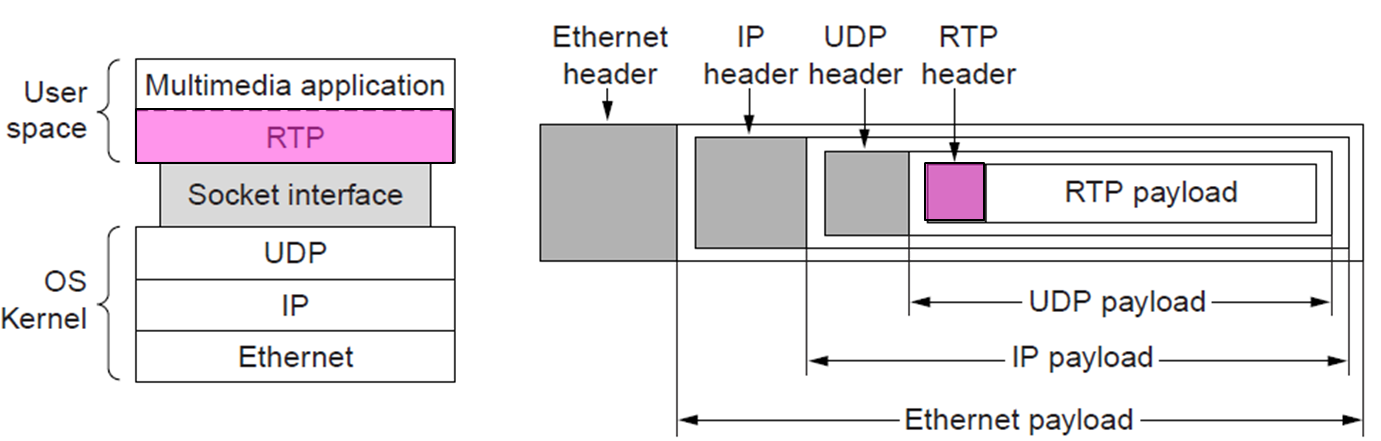 User
space
Multimedia application
RTP
Socket interface
OS
Kernel
UDP
IP
Ethernet
Ethernet
header
IP
header
UDP
header
RTP
header
RTP payload
UDP payload
IP payload
Ethernet payload